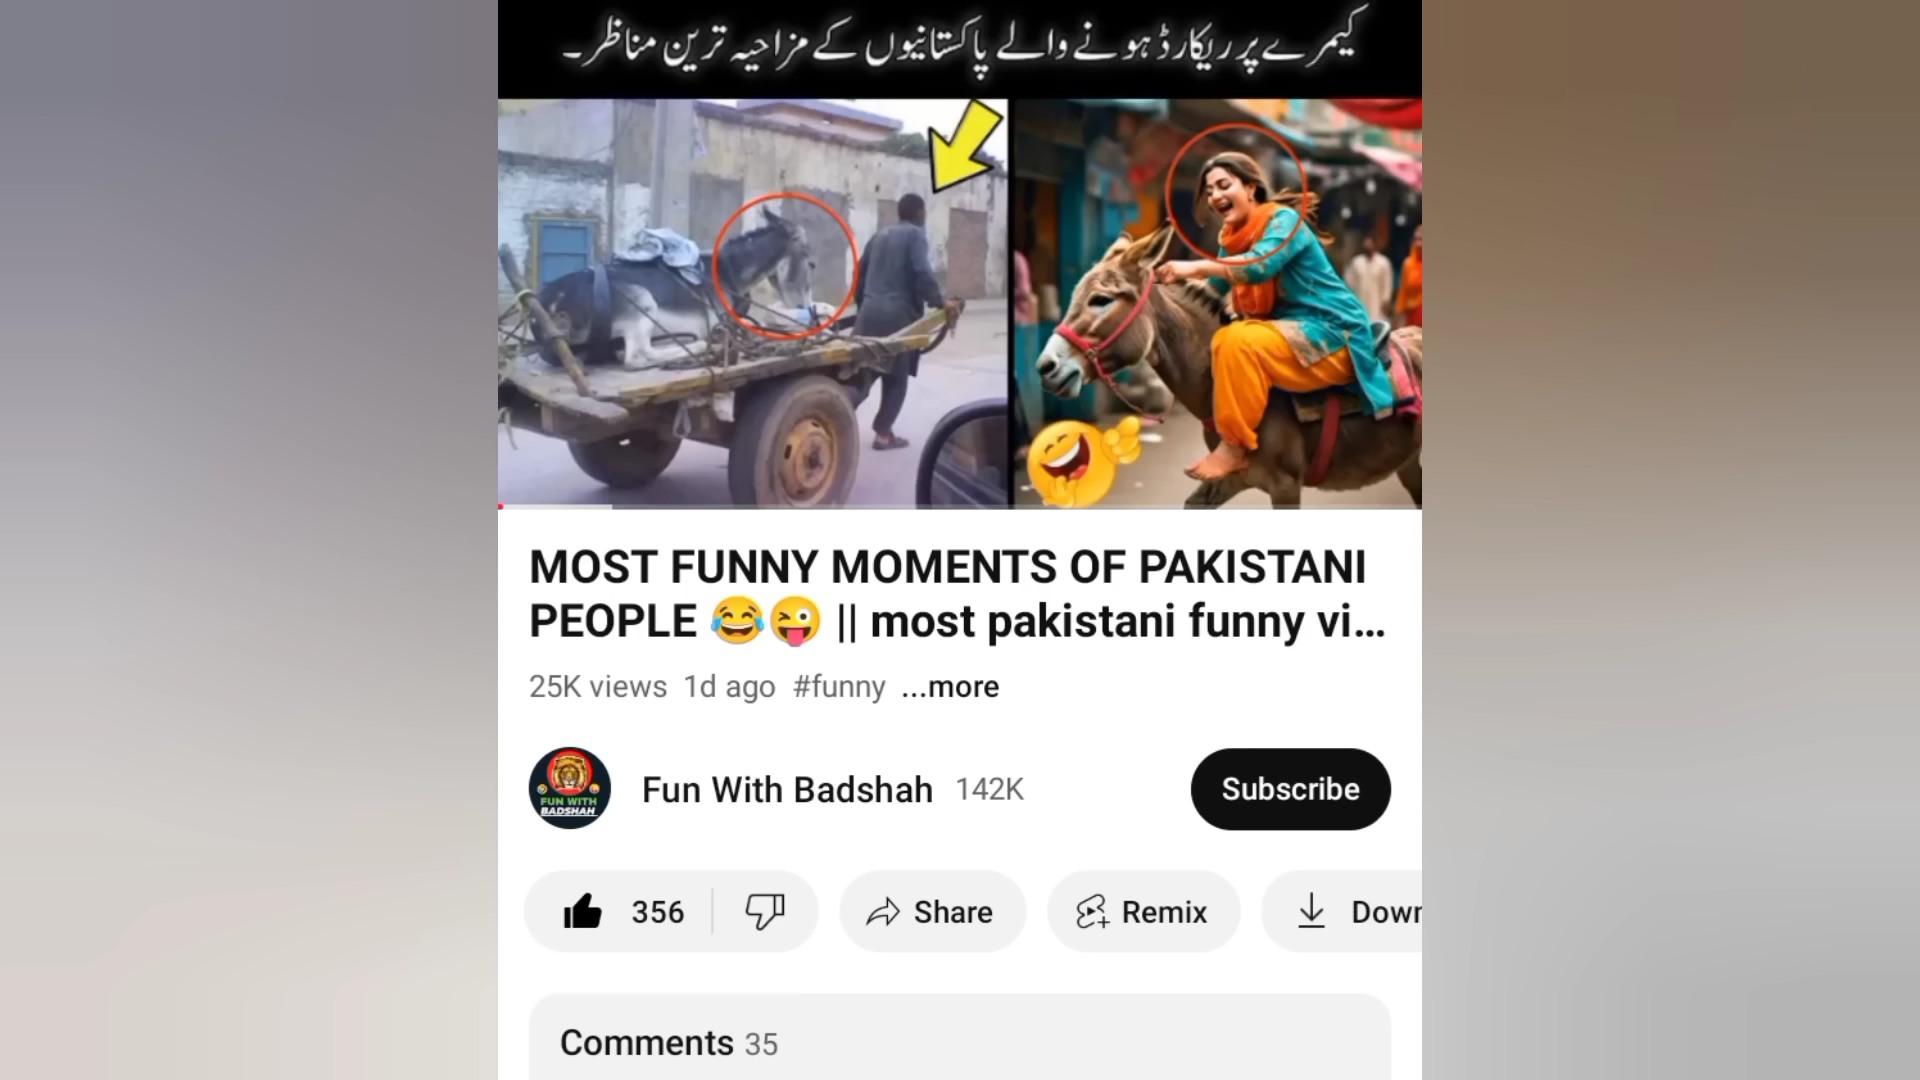 کیمرے پر ریکارڈ ہونے والے پاکستانیوں کے مزاحیہ ترین مناظر۔
MOST FUNNY MOMENTS OF PAKISTANI
PEOPLE 😂😜 || most pakistani funny vi...
25K views 1d ago #funny ...more
FUN WITH
BADSHAH
Fun With Badshah 142K
Subscribe
356
Share
Remix
Down
Comments 35